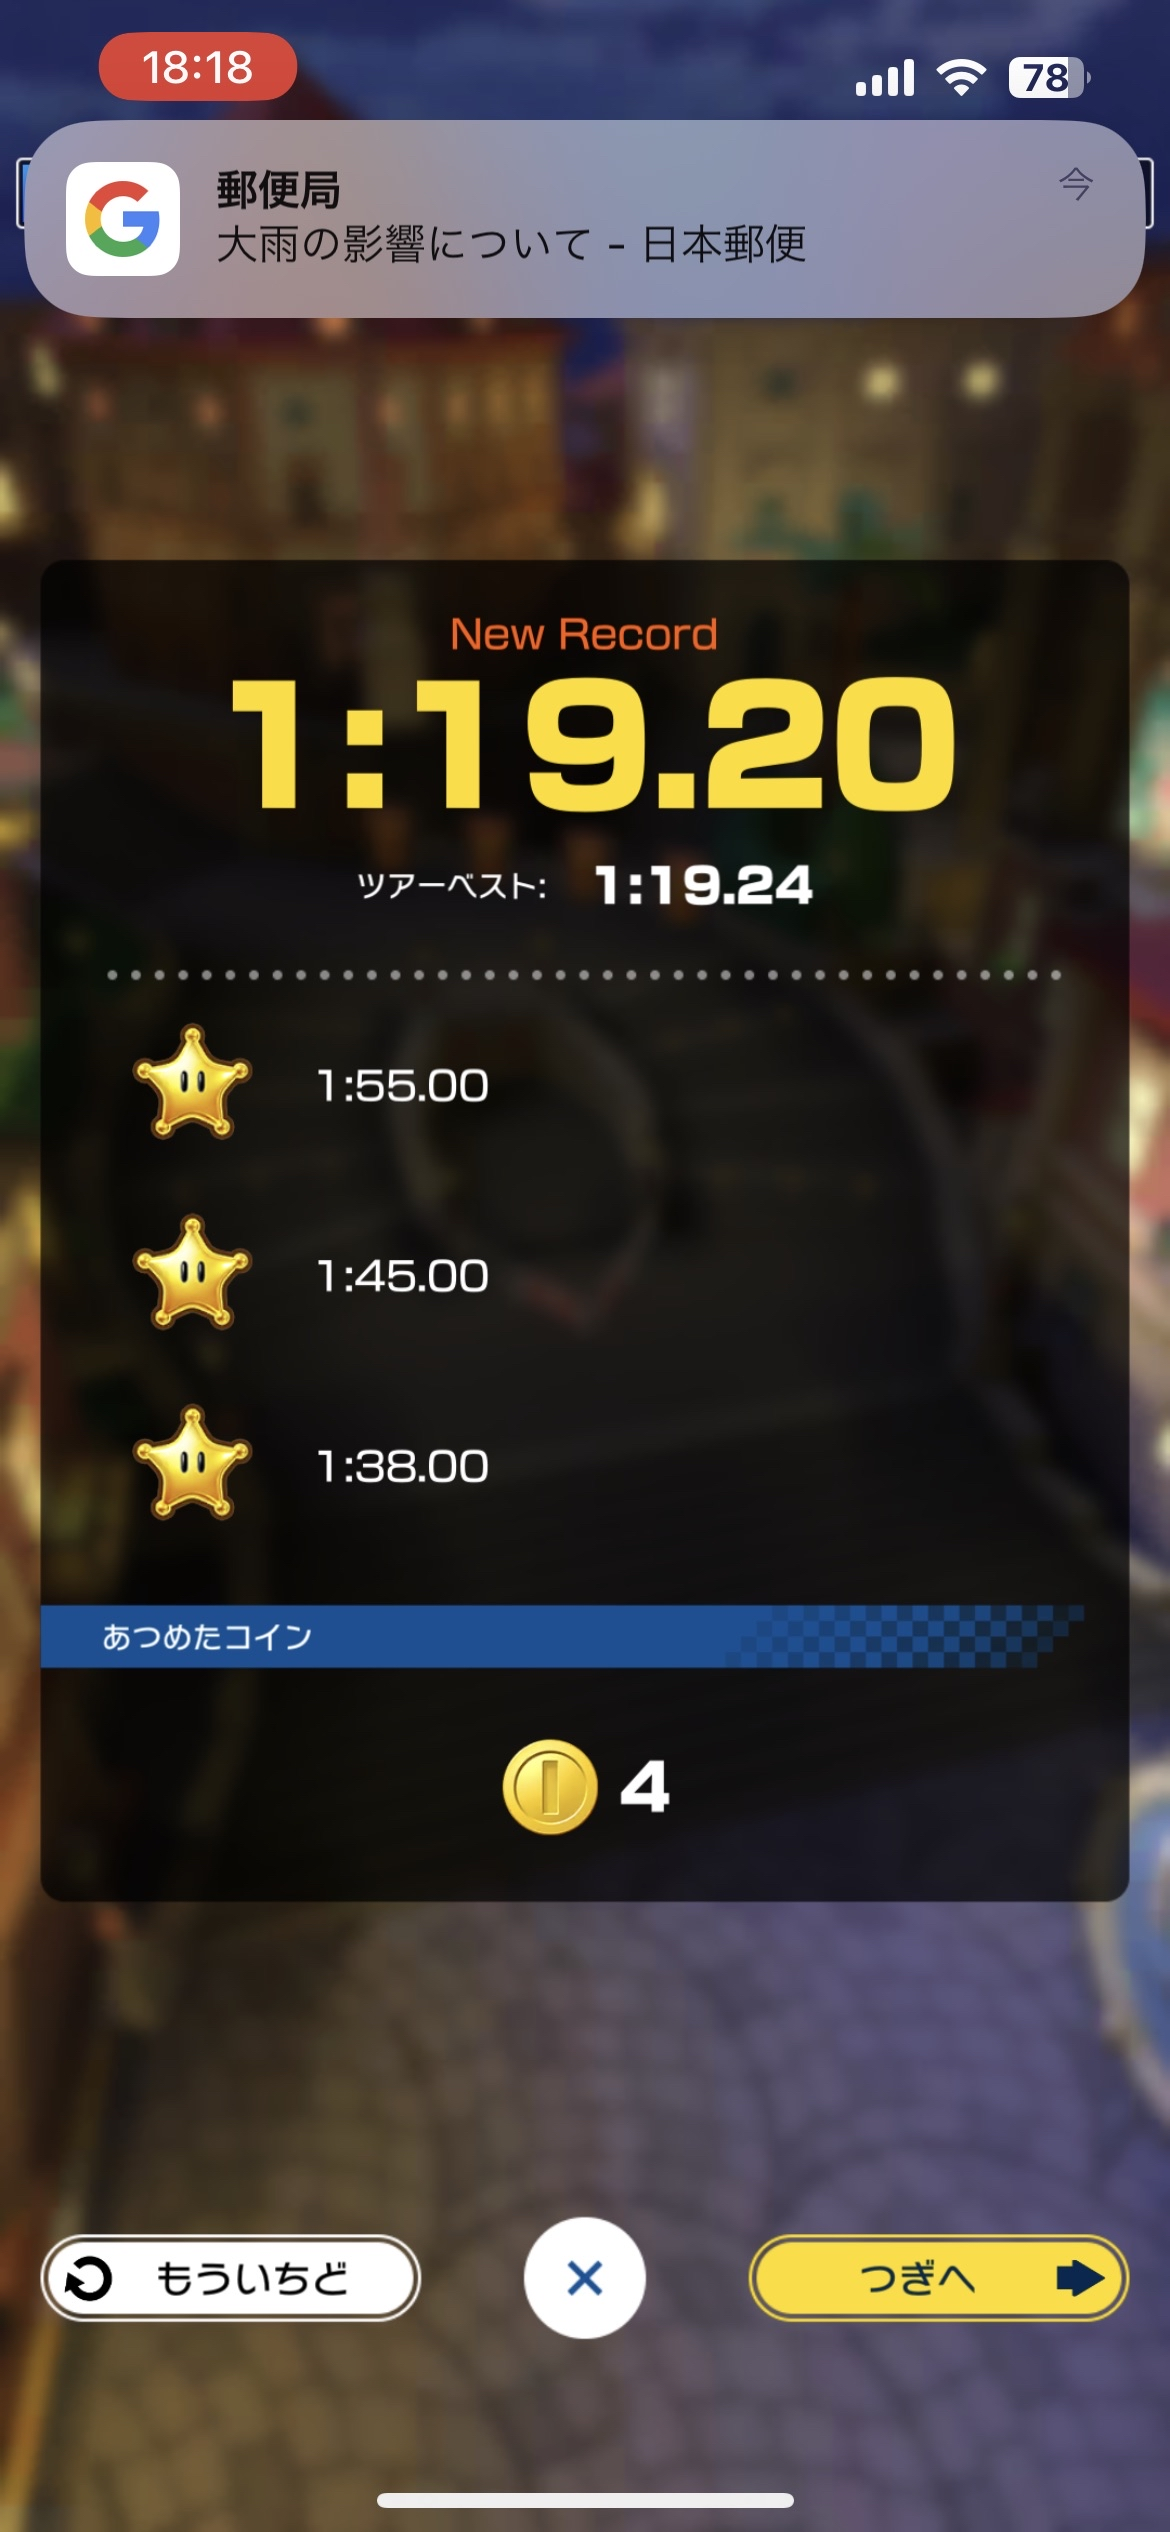 18:18
78
郵便局
今
大雨の影響について - 日本郵便
New Record
1:19.20
ツアーベスト: 1:19.24
1:55.00
1:45.00
1:38.00
あつめたコイン
4
もういちど
つぎへ